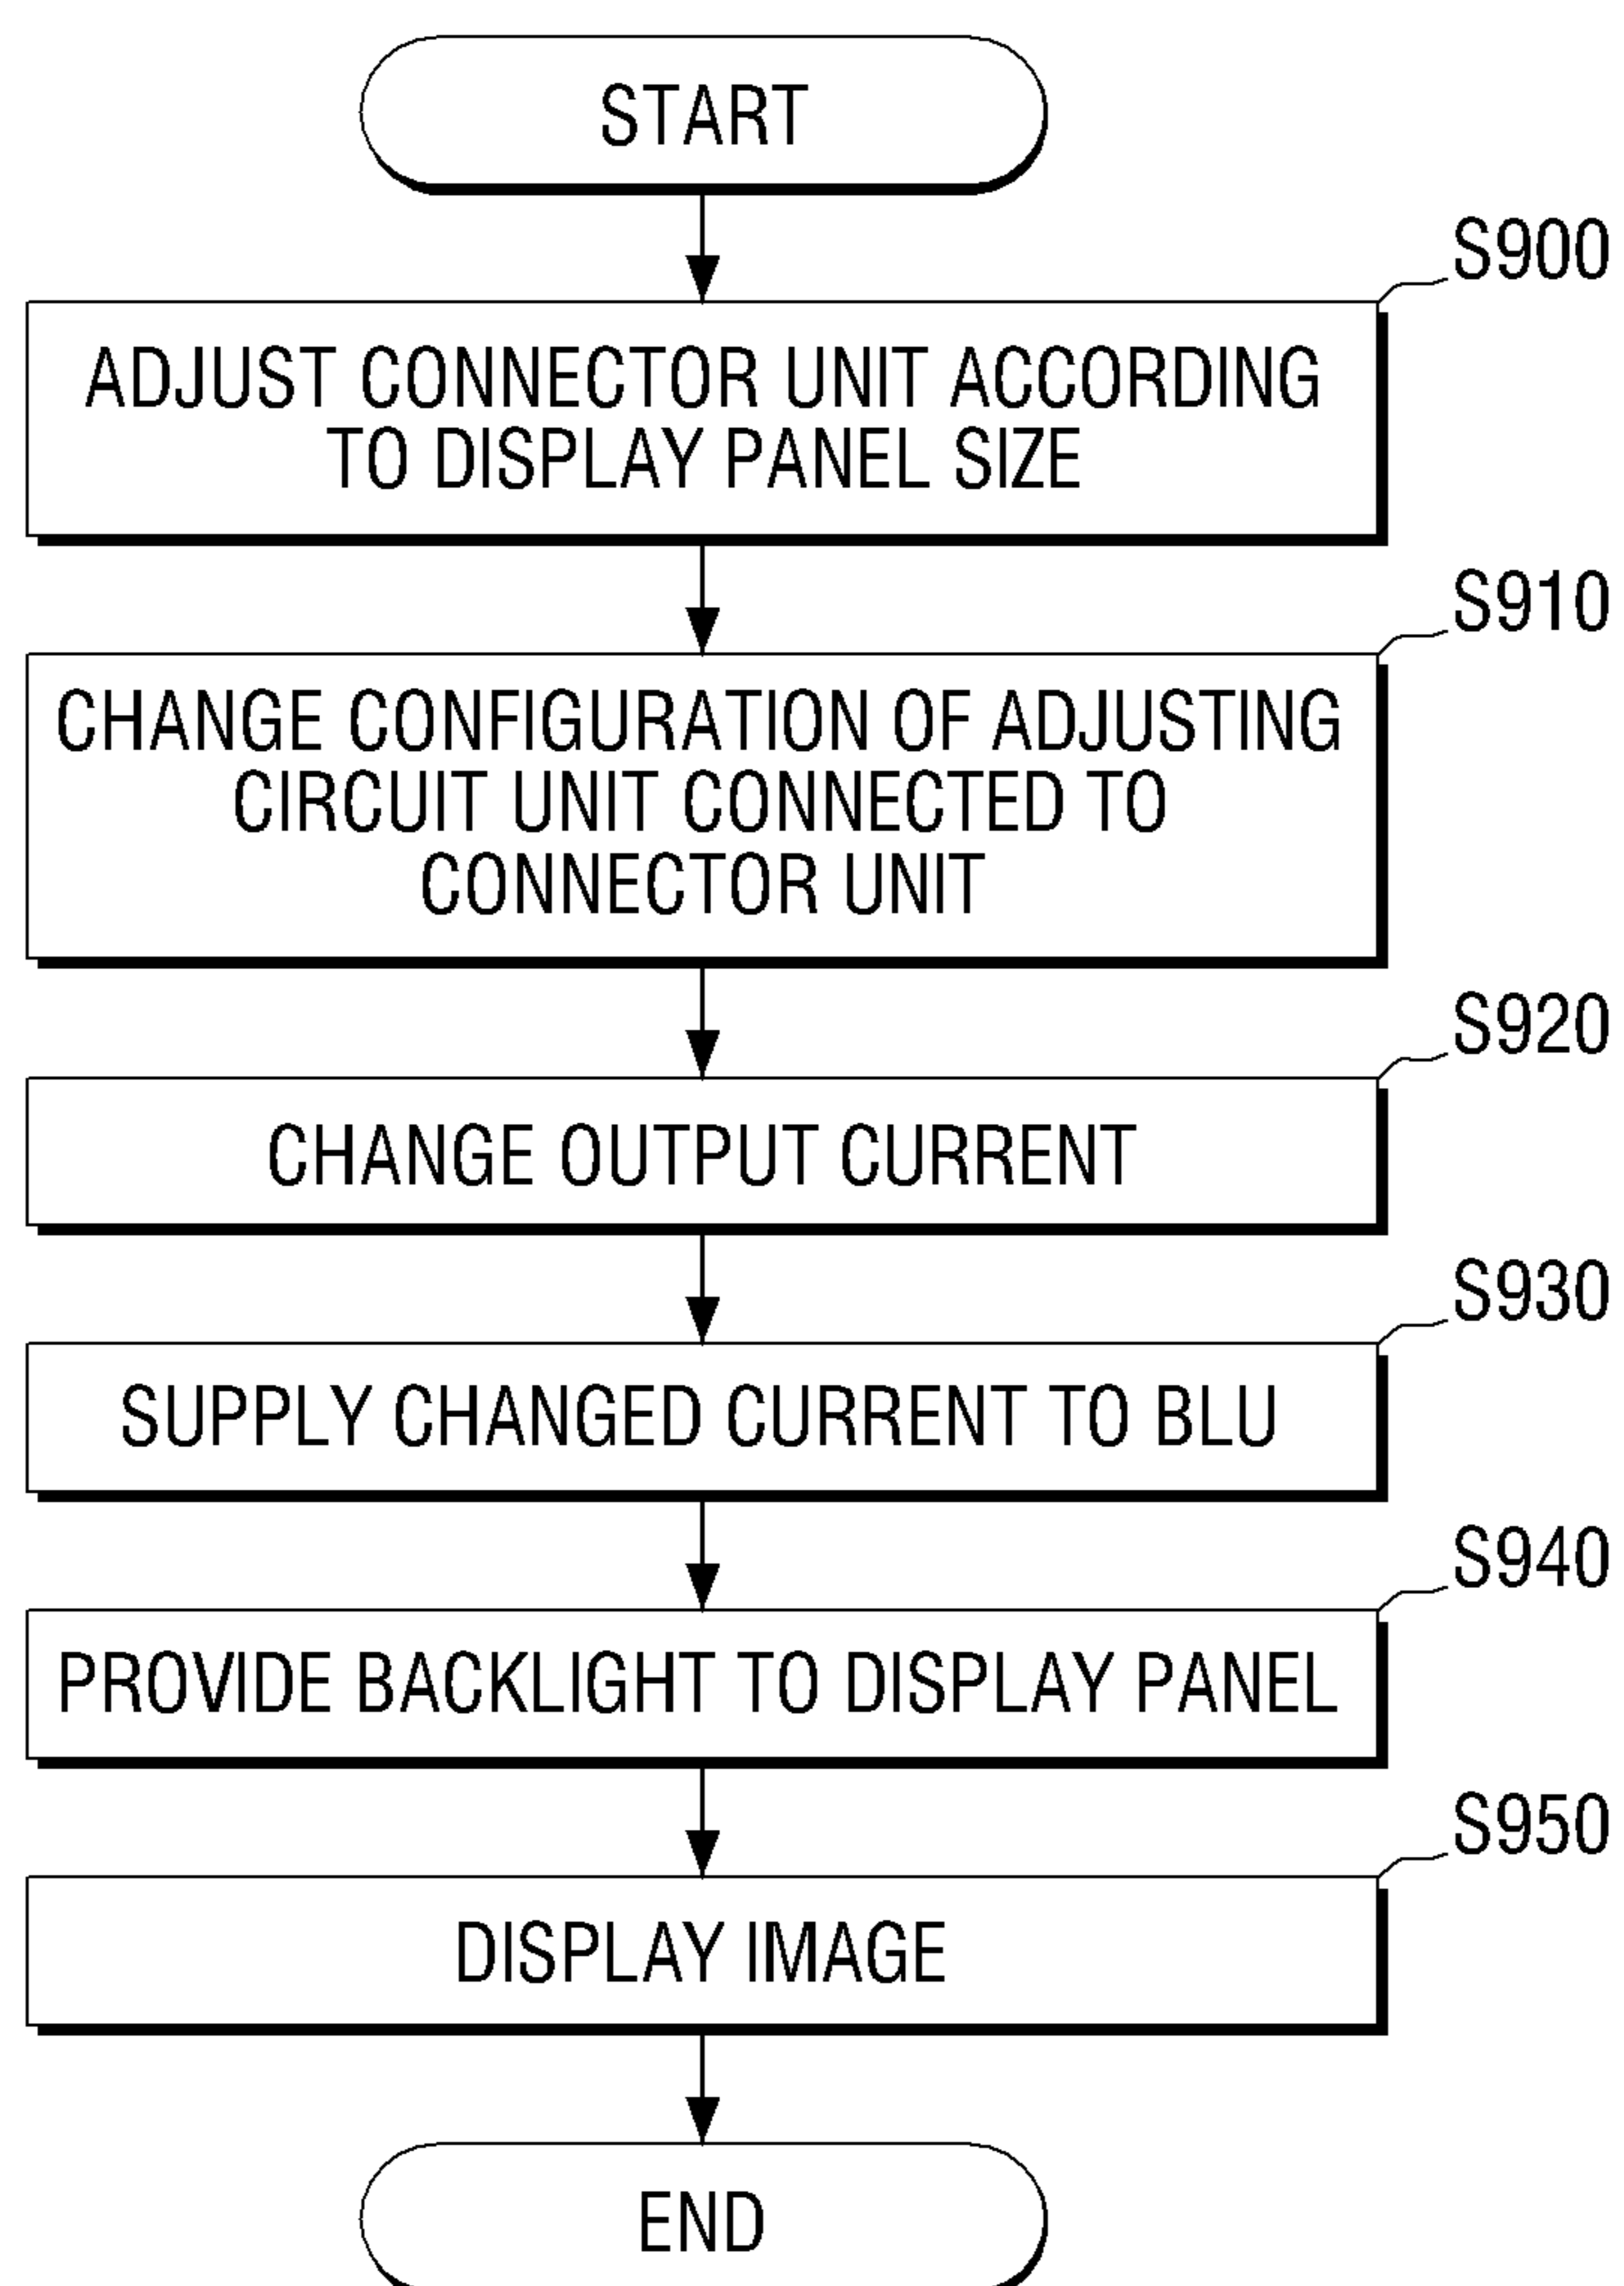 START
S900
ADJUST CONNECTOR UNIT ACCORDING
TO DISPLAY PANEL SIZE
S910
CHANGE CONFIGURATION OF ADJUSTING
CIRCUIT UNIT CONNECTED TO
CONNECTOR UNIT
S920
CHANGE OUTPUT CURRENT
S930
SUPPLY CHANGED CURRENT TO BLU
S940
PROVIDE BACKLIGHT TO DISPLAY PANEL
S950
DISPLAY IMAGE
END